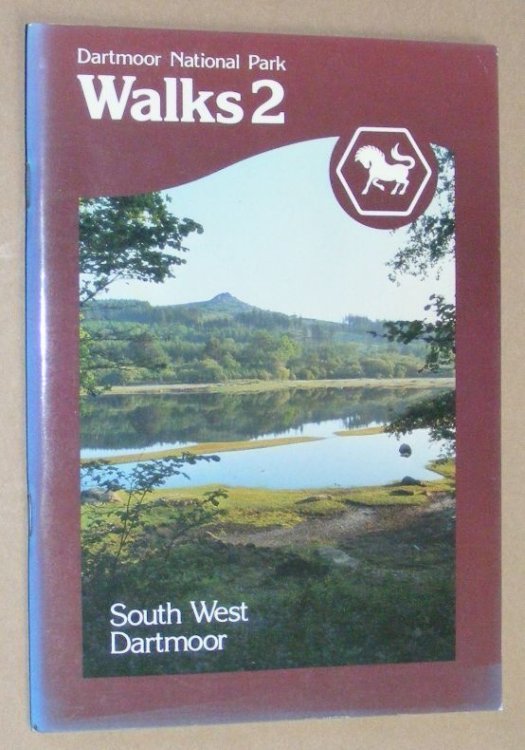 Dartmoor National Park
Walks 2
South West
Dartmoor